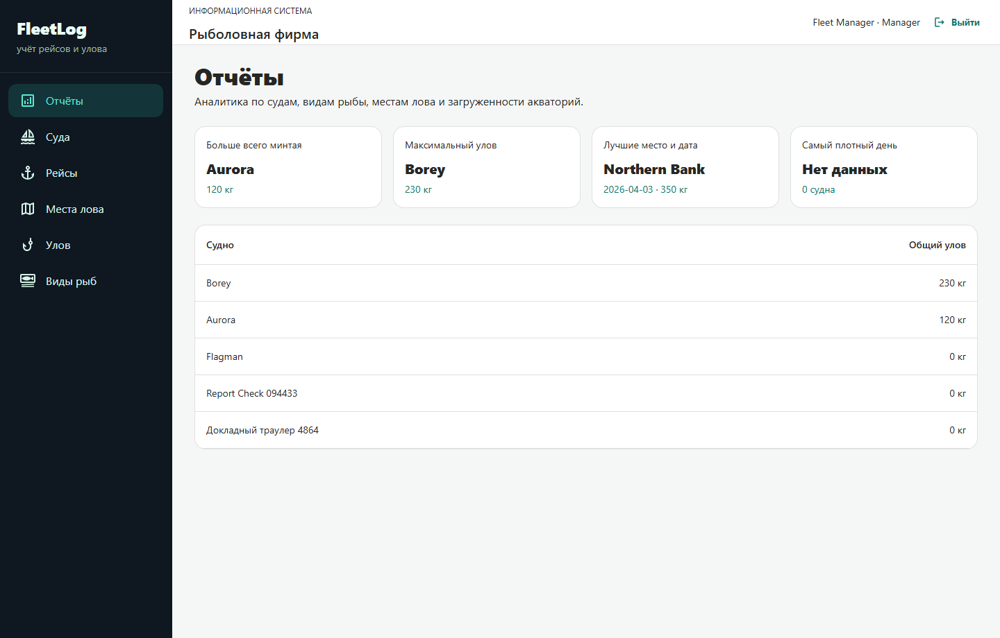 FleetLog
учёт рейсов и улова
Отчёты
Суда
Рейсы
Места лова
Улов
Виды рыб
ИНФОРМАЦИОННАЯ СИСТЕМА
Рыболовная фирма
Fleet Manager · Manager
Выйти
Отчёты
Аналитика по судам, видам рыбы, местам лова и загруженности акваторий.
Больше всего минтая
Aurora
120 кг
Максимальный улов
Borey
230 кг
Лучшие место и дата
Northern Bank
2026-04-03 · 350 кг
Самый плотный день
Нет данных
0 судна
Судно Общий улов
Borey 230 кг
Aurora 120 кг
Flagman 0 кг
Report Check 094433 0 кг
Докладный траулер 4864 0 кг